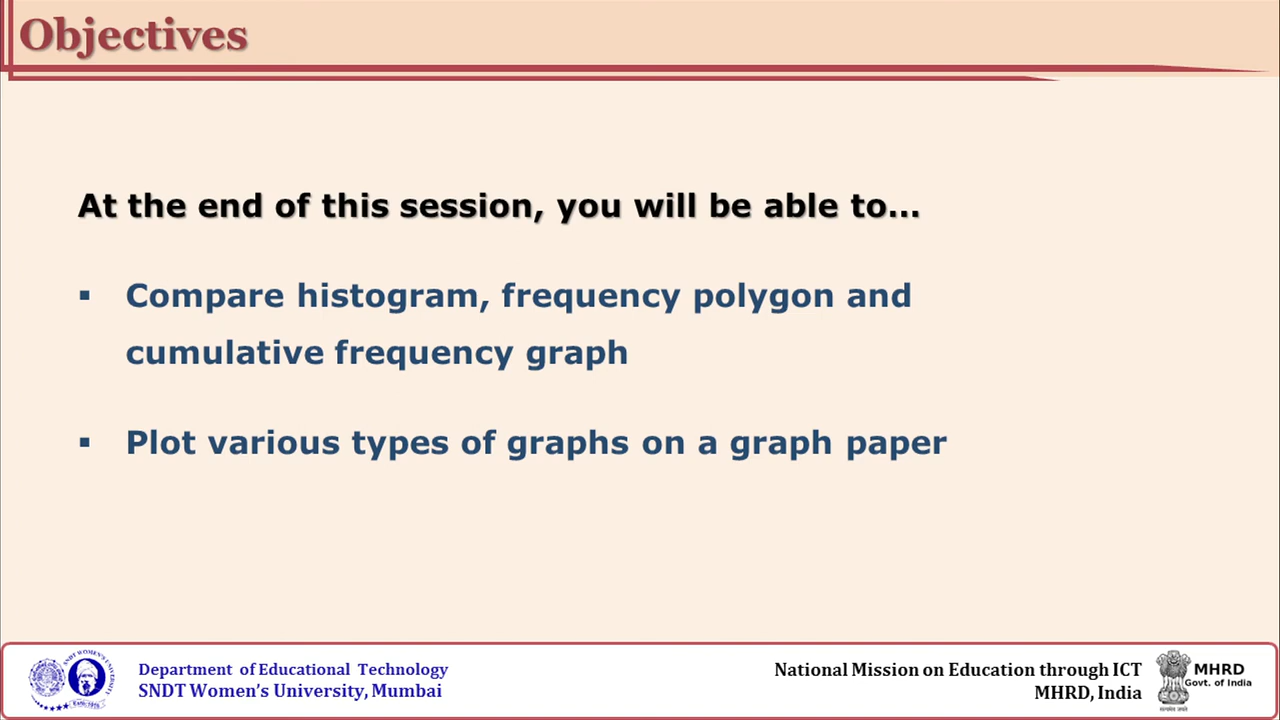 Objectives
At the end of this session, you will be able to...
▪ Compare histogram, frequency polygon and
cumulative frequency graph
▪ Plot various types of graphs on a graph paper
Department of Educational Technology
SNDT Women's University, Mumbai
National Mission on Education through ICT
MHRD, India
MHRD
Govt. of India